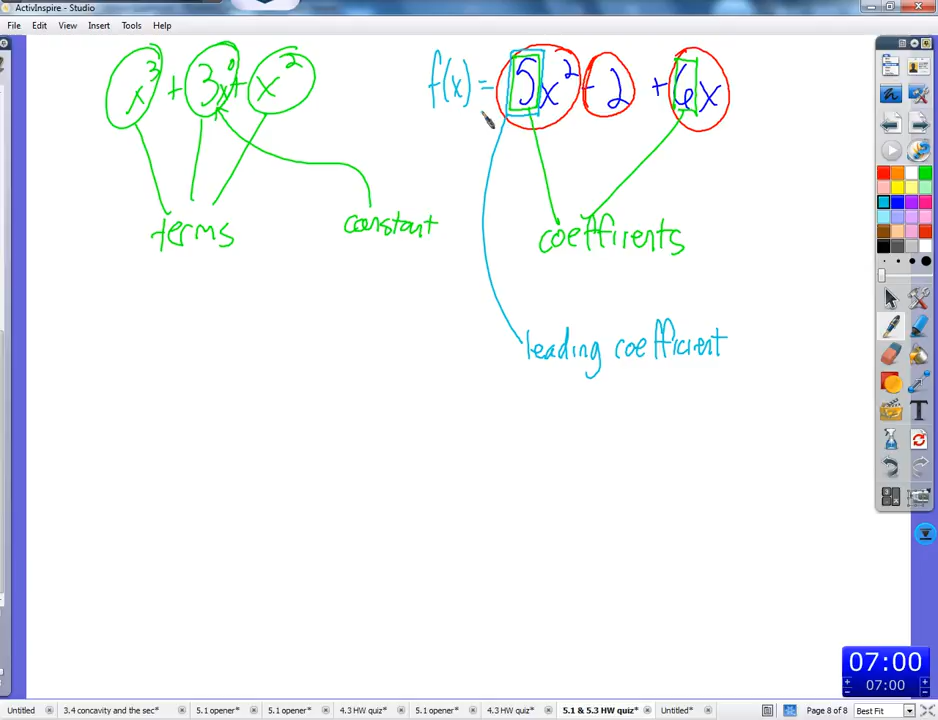 ActivInspire - Studio
File Edit View Insert Tools Help
x³ + 3x⁰ + x²
f(x) = 5x² - 2 + 6x
terms
constant
coefficients
leading coefficient
07:00
07:00
Untitled 3.4 concavity and the sec* 5.1 opener* 5.1 opener* 4.3 HW quiz* 5.1 opener* 4.3 HW quiz* 5.1 & 5.3 HW quiz* Untitled* Page 8 of 8 Best Fit